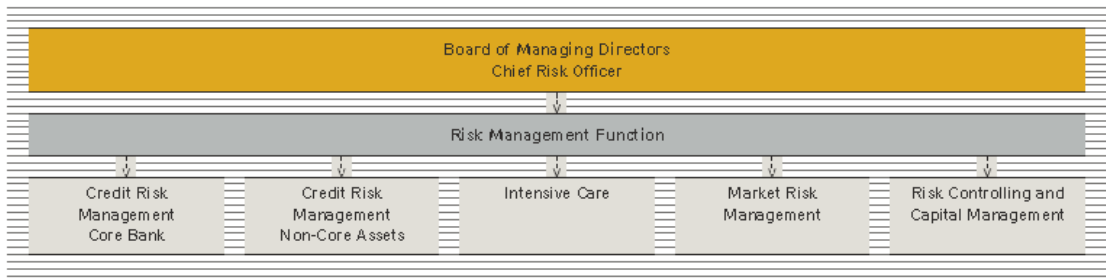 Board of Managing Directors
Chief Risk Officer
Risk Management Function
Credit Risk
Management
Core Bank
Credit Risk
Management
Non-Core Assets
Intensive Care
Market Risk
Management
Risk Controlling and
Capital Management